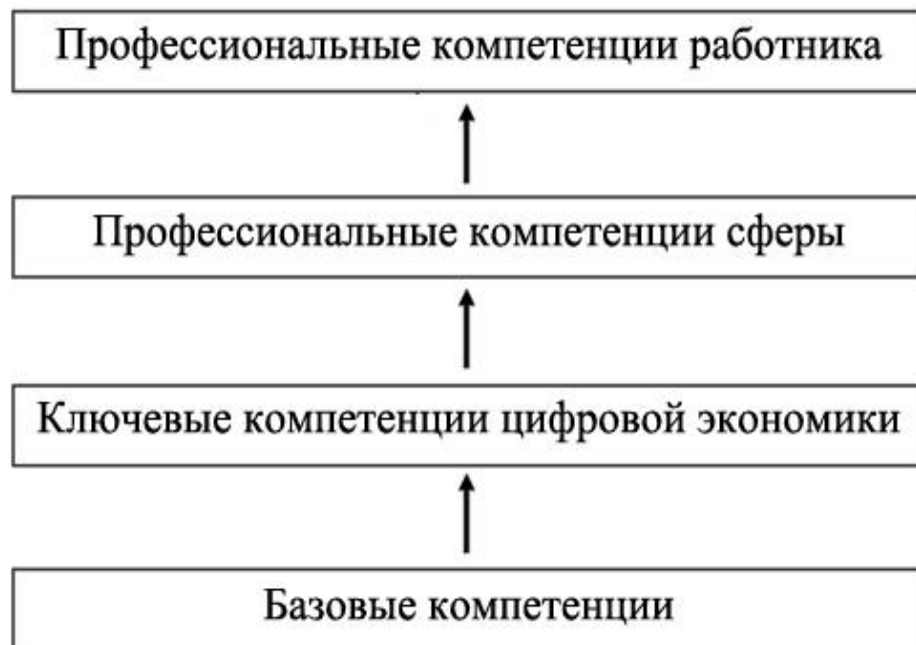 Профессиональные компетенции работника
Профессиональные компетенции сферы
Ключевые компетенции цифровой экономики
Базовые компетенции